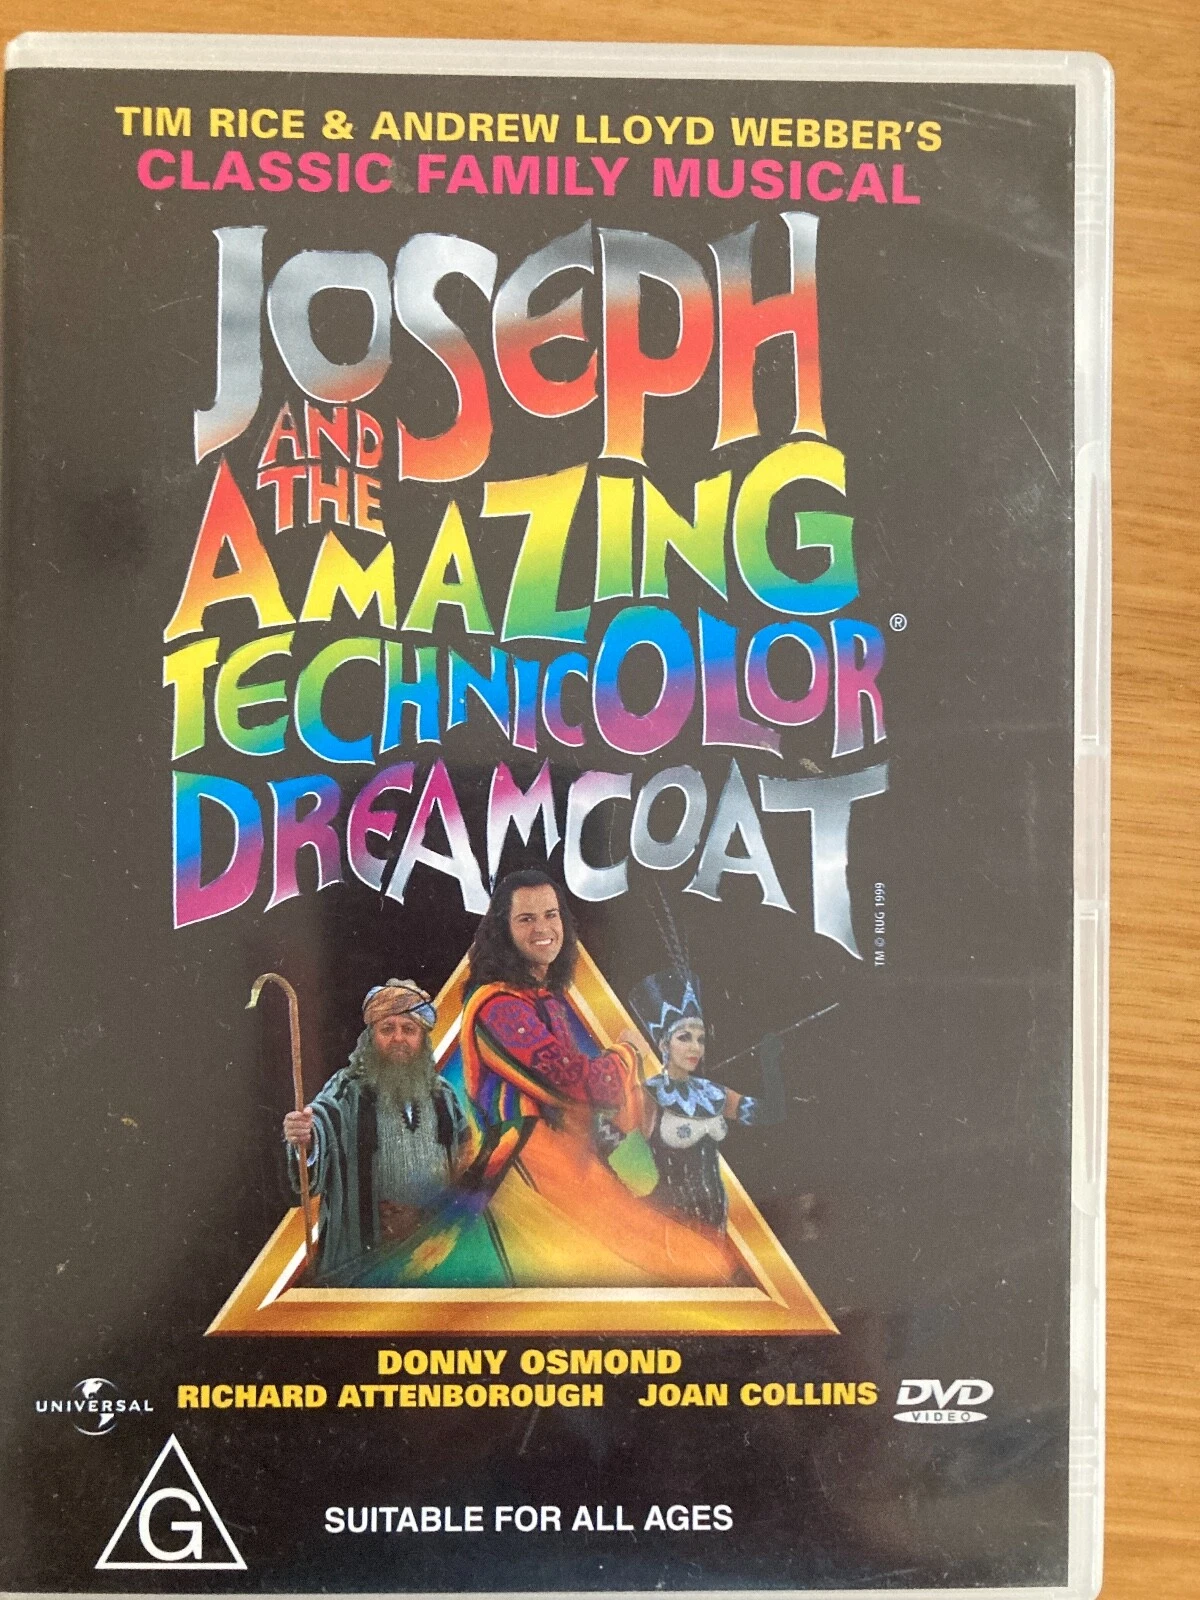 TIM RICE & ANDREW LLOYD WEBBER'S
CLASSIC FAMILY MUSICAL
JOSEPH
AND
THE
AMAZING
TECHNICOLOR®
DREAMCOAT
TM © RUG 1999
DONNY OSMOND
RICHARD ATTENBOROUGH JOAN COLLINS
UNIVERSAL
DVD
VIDEO
G
SUITABLE FOR ALL AGES